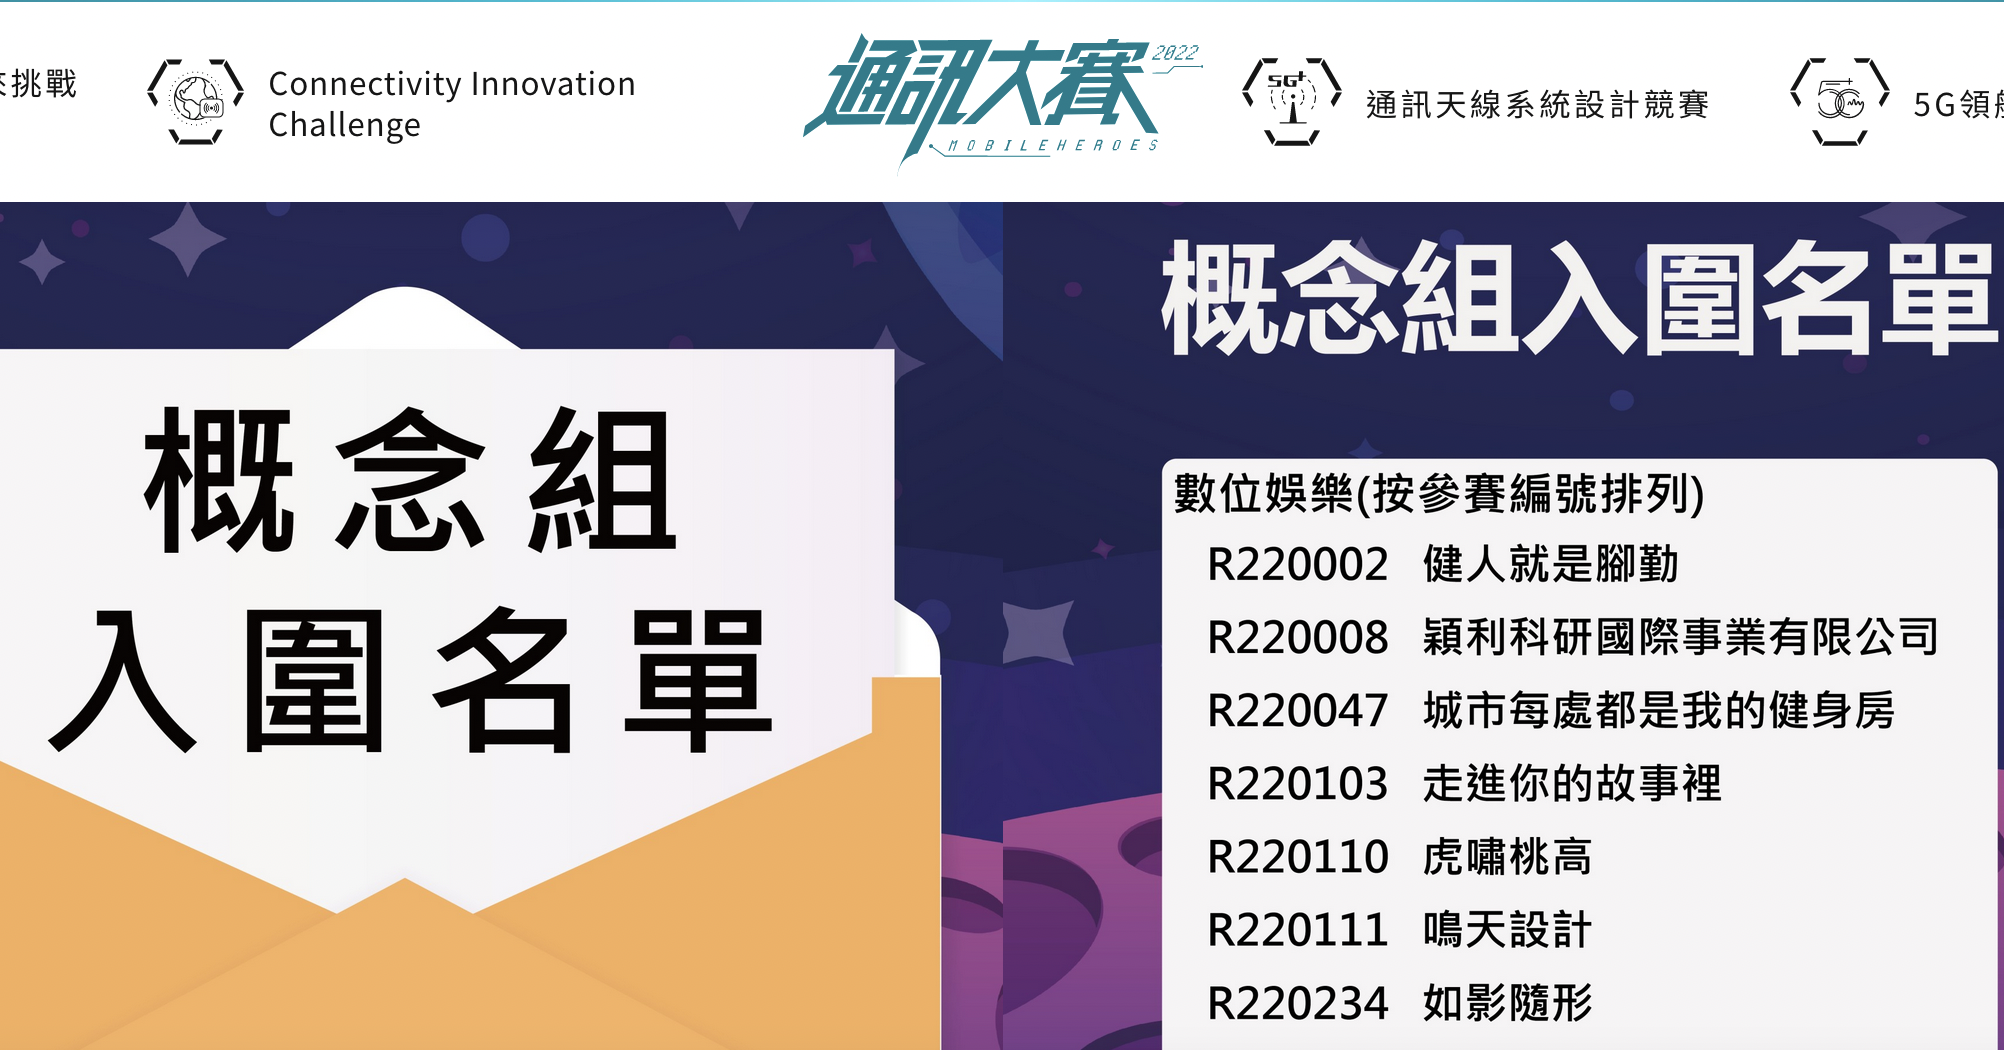 挑戰
Connectivity Innovation
Challenge
通訊大賽
2022
MOBILEHEROES
5G+
通訊天線系統設計競賽
5G
5G領
概念組
入圍名單
概念組入圍名單
數位娛樂(按參賽編號排列)
R220002 健人就是腳勤
R220008 穎利科研國際事業有限公司
R220047 城市每處都是我的健身房
R220103 走進你的故事裡
R220110 虎嘯桃高
R220111 鳴天設計
R220234 如影隨形